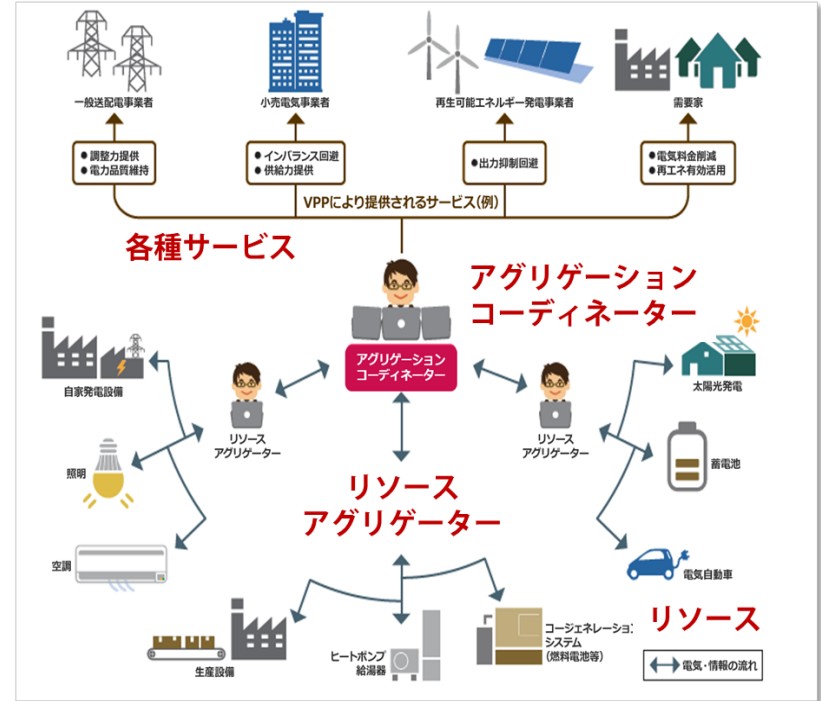 一般送配電事業者
小売電気事業者
再生可能エネルギー発電事業者
需要家
●調整力提供
●電力品質維持
●インバランス回避
●供給力提供
●出力抑制回避
●電気料金削減
●再エネ有効活用
VPPにより提供されるサービス(例)
各種サービス
アグリゲーション
コーディネーター
アグリゲーション
コーディネーター
自家発電設備
太陽光発電
リソース
アグリゲーター
リソース
アグリゲーター
照明
蓄電池
リソース
アグリゲーター
空調
電気自動車
リソース
生産設備
ヒートポンプ
給湯器
コージェネレーション
システム
(燃料電池等)
電気・情報の流れ